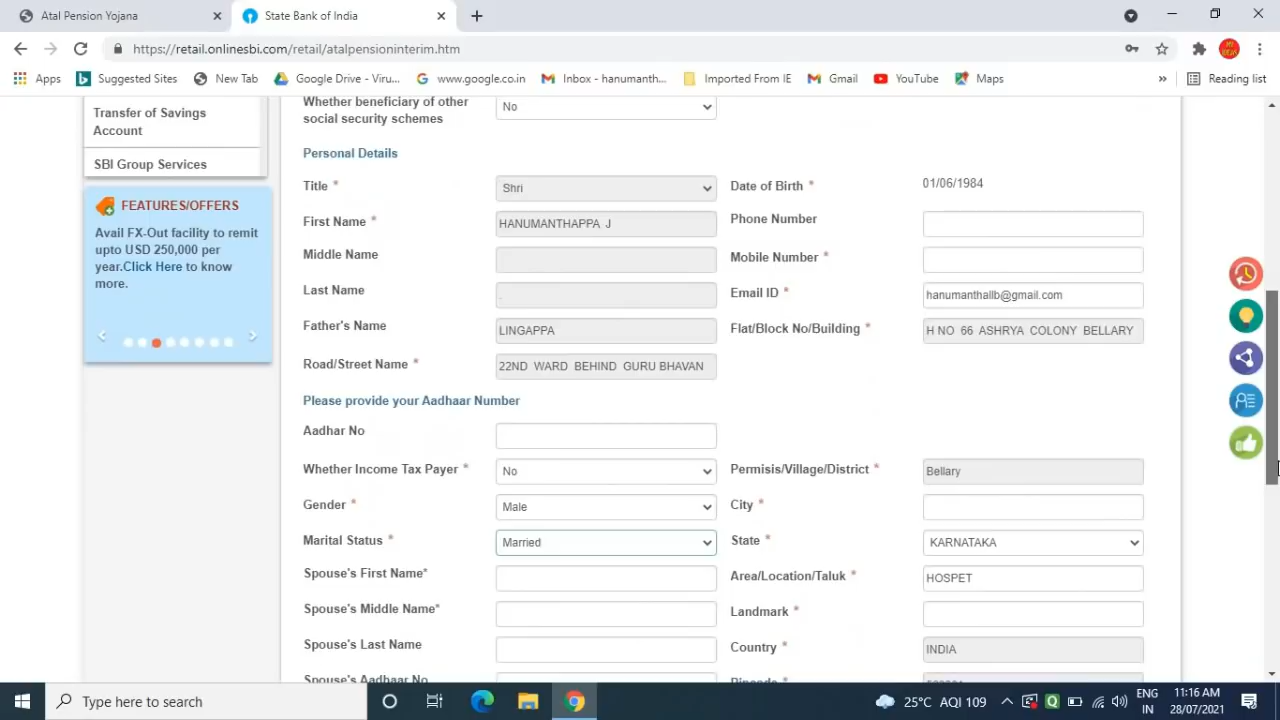 Atal Pension Yojana
State Bank of India
https://retail.onlinesbi.com/retail/atalpensioninterim.htm
Apps
Suggested Sites
New Tab
Google Drive - Viru...
www.google.co.in
Inbox - hanumanth...
Imported From IE
Gmail
YouTube
Maps
Reading list
Transfer of Savings
Account
SBI Group Services
FEATURES/OFFERS
Avail FX-Out facility to remit
upto USD 250,000 per
year.Click Here to know
more.
Whether beneficiary of other
social security schemes
No
Personal Details
Title *
Shri
Date of Birth *
01/06/1984
First Name *
HANUMANTHAPPA J
Phone Number
Middle Name
Mobile Number *
Last Name
.
Email ID *
hanumanthallb@gmail.com
Father's Name
LINGAPPA
Flat/Block No/Building *
H NO 66 ASHRYA COLONY BELLARY
Road/Street Name *
22ND WARD BEHIND GURU BHAVAN
Please provide your Aadhaar Number
Aadhar No
Whether Income Tax Payer *
No
Permisis/Village/District *
Bellary
Gender *
Male
City *
Marital Status *
Married
State *
KARNATAKA
Spouse's First Name*
Area/Location/Taluk *
HOSPET
Spouse's Middle Name*
Landmark *
Spouse's Last Name
Country *
INDIA
Spouse's Aadhaar No
Pincode *
MY IDEAS
Type here to search
25°C AQI 109
ENG
IN
11:16 AM
28/07/2021